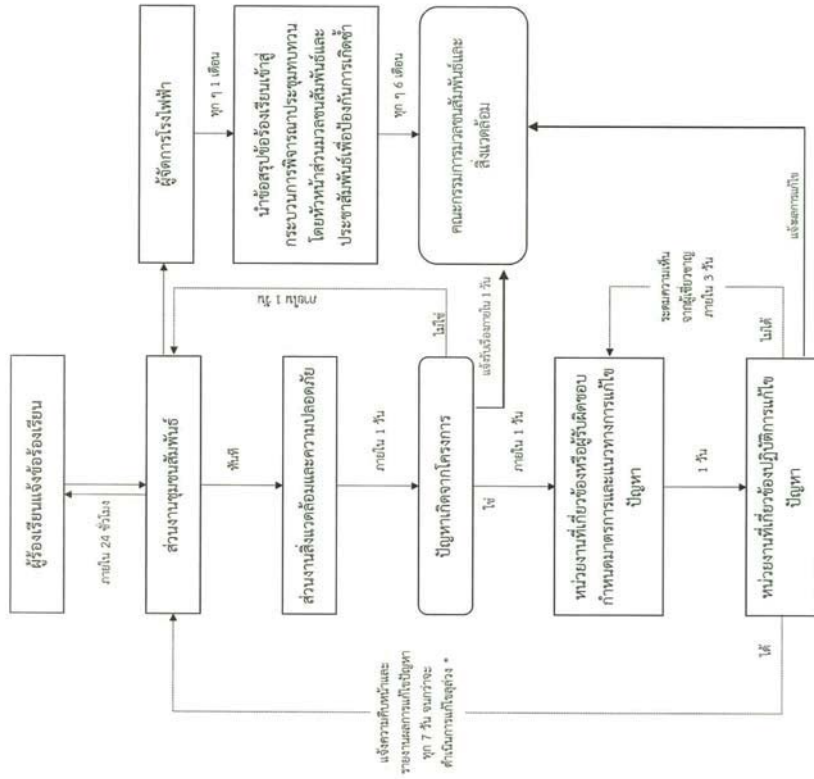 ผู้ร้องเรียนแจ้งข้อร้องเรียน
ภายใน 24 ชั่วโมง
ส่วนงานชุมชนสัมพันธ์
ทันที
ส่วนงานสิ่งแวดล้อมและความปลอดภัย
ภายใน 1 วัน
ปัญหาเกิดจากโครงการ
ไม่ใช่
ภายใน 1 วัน
แจ้งรับเรื่องภายใน 1 วัน
ใช่
ภายใน 1 วัน
หน่วยงานที่เกี่ยวข้องหรือผู้รับผิดชอบ
กำหนดมาตรการและแนวทางการแก้ไข
ปัญหา
1 วัน
หน่วยงานที่เกี่ยวข้องปฏิบัติการแก้ไข
ปัญหา
ไม่ได้
ระดมความเห็น
จากผู้เชี่ยวชาญ
ภายใน 3 วัน
ได้
แจ้งความคืบหน้าและ
รายงานผลการแก้ไขปัญหา
ทุก 7 วัน จนกว่าจะ
ดำเนินการแก้ไขลุล่วง *
แจ้งผลการแก้ไข
ผู้จัดการโรงไฟฟ้า
ทุก ๆ 1 เดือน
นำข้อสรุปข้อร้องเรียนเข้าสู่
กระบวนการพิจารณาประชุมทบทวน
โดยหัวหน้าส่วนมวลชนสัมพันธ์และ
ประชาสัมพันธ์เพื่อป้องกันการเกิดซ้ำ
ทุก ๆ 6 เดือน
คณะกรรมการมวลชนสัมพันธ์และ
สิ่งแวดล้อม